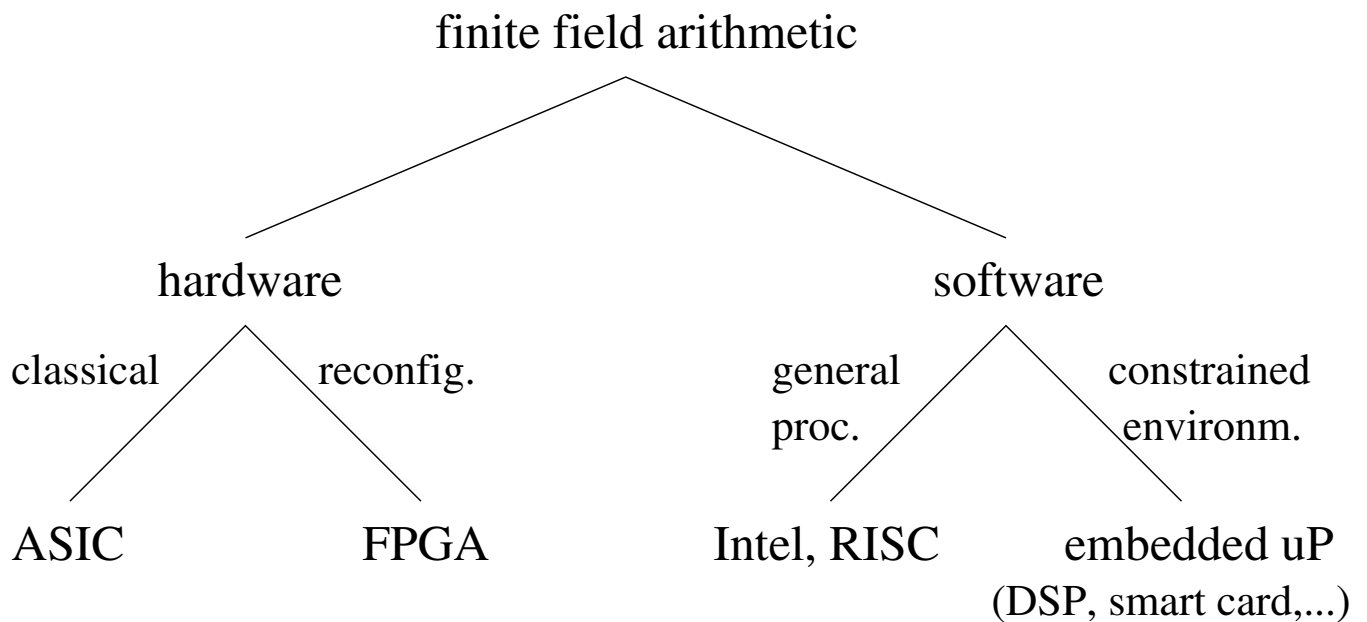 finite field arithmetic
hardware
software
classical
reconfig.
general
proc.
constrained
environm.
ASIC
FPGA
Intel, RISC
embedded uP
(DSP, smart card,...)